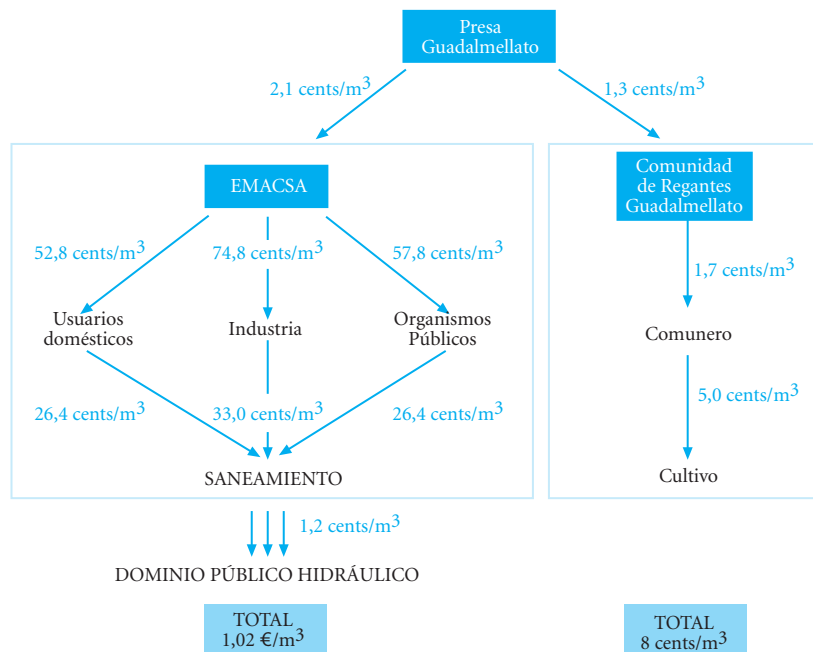 Presa
Guadalmellato
2,1 cents/m³
1,3 cents/m³
EMACSA
52,8 cents/m³
74,8 cents/m³
57,8 cents/m³
Usuarios
domésticos
Industria
Organismos
Públicos
26,4 cents/m³
33,0 cents/m³
26,4 cents/m³
SANEAMIENTO
1,2 cents/m³
DOMINIO PÚBLICO HIDRÁULICO
TOTAL
1,02 €/m³
Comunidad
de Regantes
Guadalmellato
1,7 cents/m³
Comunero
5,0 cents/m³
Cultivo
TOTAL
8 cents/m³